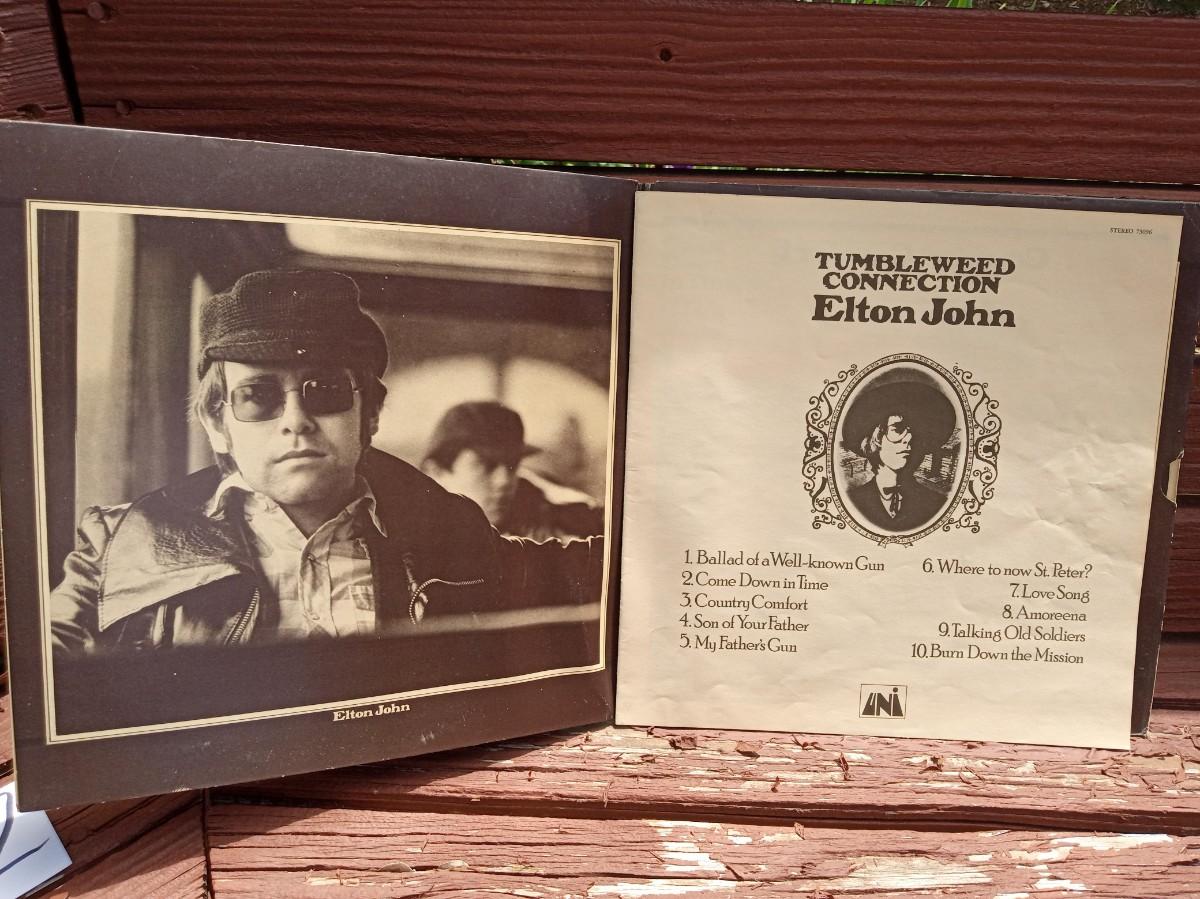 Elton John
STEREO 73096
TUMBLEWEED
CONNECTION
Elton John
1. Ballad of a Well-known Gun
2. Come Down in Time
3. Country Comfort
4. Son of Your Father
5. My Father's Gun
6. Where to now St. Peter?
7. Love Song
8. Amoreena
9. Talking Old Soldiers
10. Burn Down the Mission
UNI